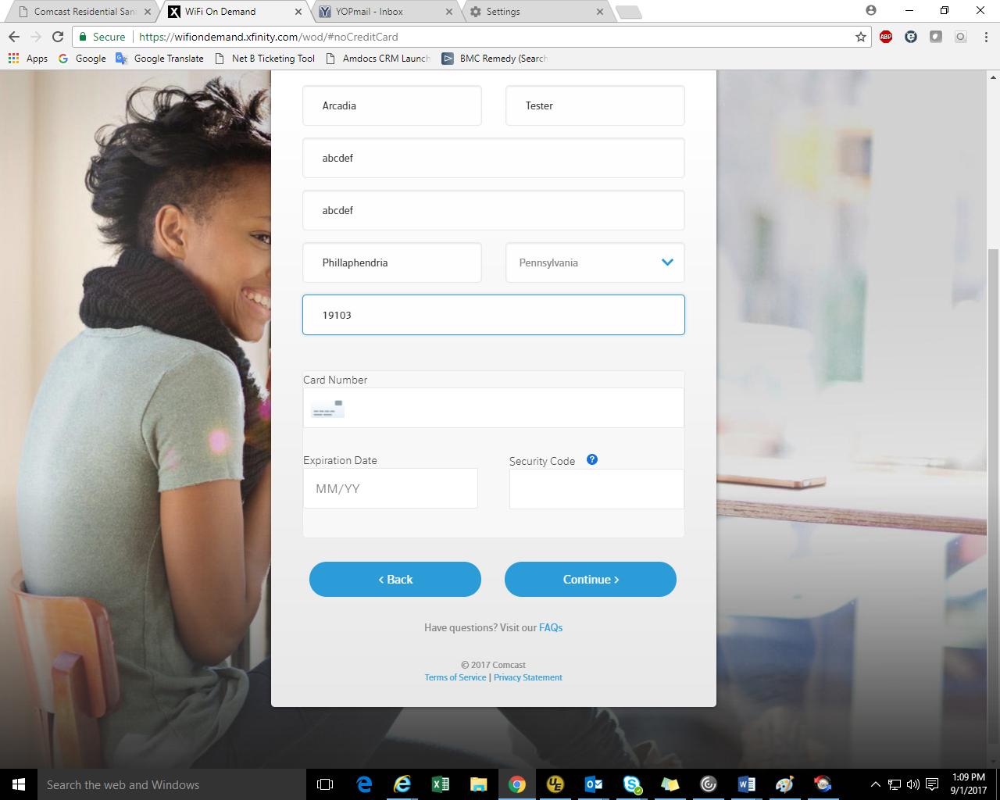 Comcast Residential San
WiFi On Demand
YOPmail - Inbox
Settings
Secure
https://wifiondemand.xfinity.com/wod/#noCreditCard
ABP
Apps
Google
Google Translate
Net B Ticketing Tool
Amdocs CRM Launch
BMC Remedy (Search
Arcadia
Tester
abcdef
abcdef
Phillaphendria
Pennsylvania
19103
Card Number
Expiration Date
Security Code
?
MM/YY
‹ Back
Continue ›
Have questions? Visit our FAQs
© 2017 Comcast
Terms of Service | Privacy Statement
Search the web and Windows
1:09 PM
9/1/2017